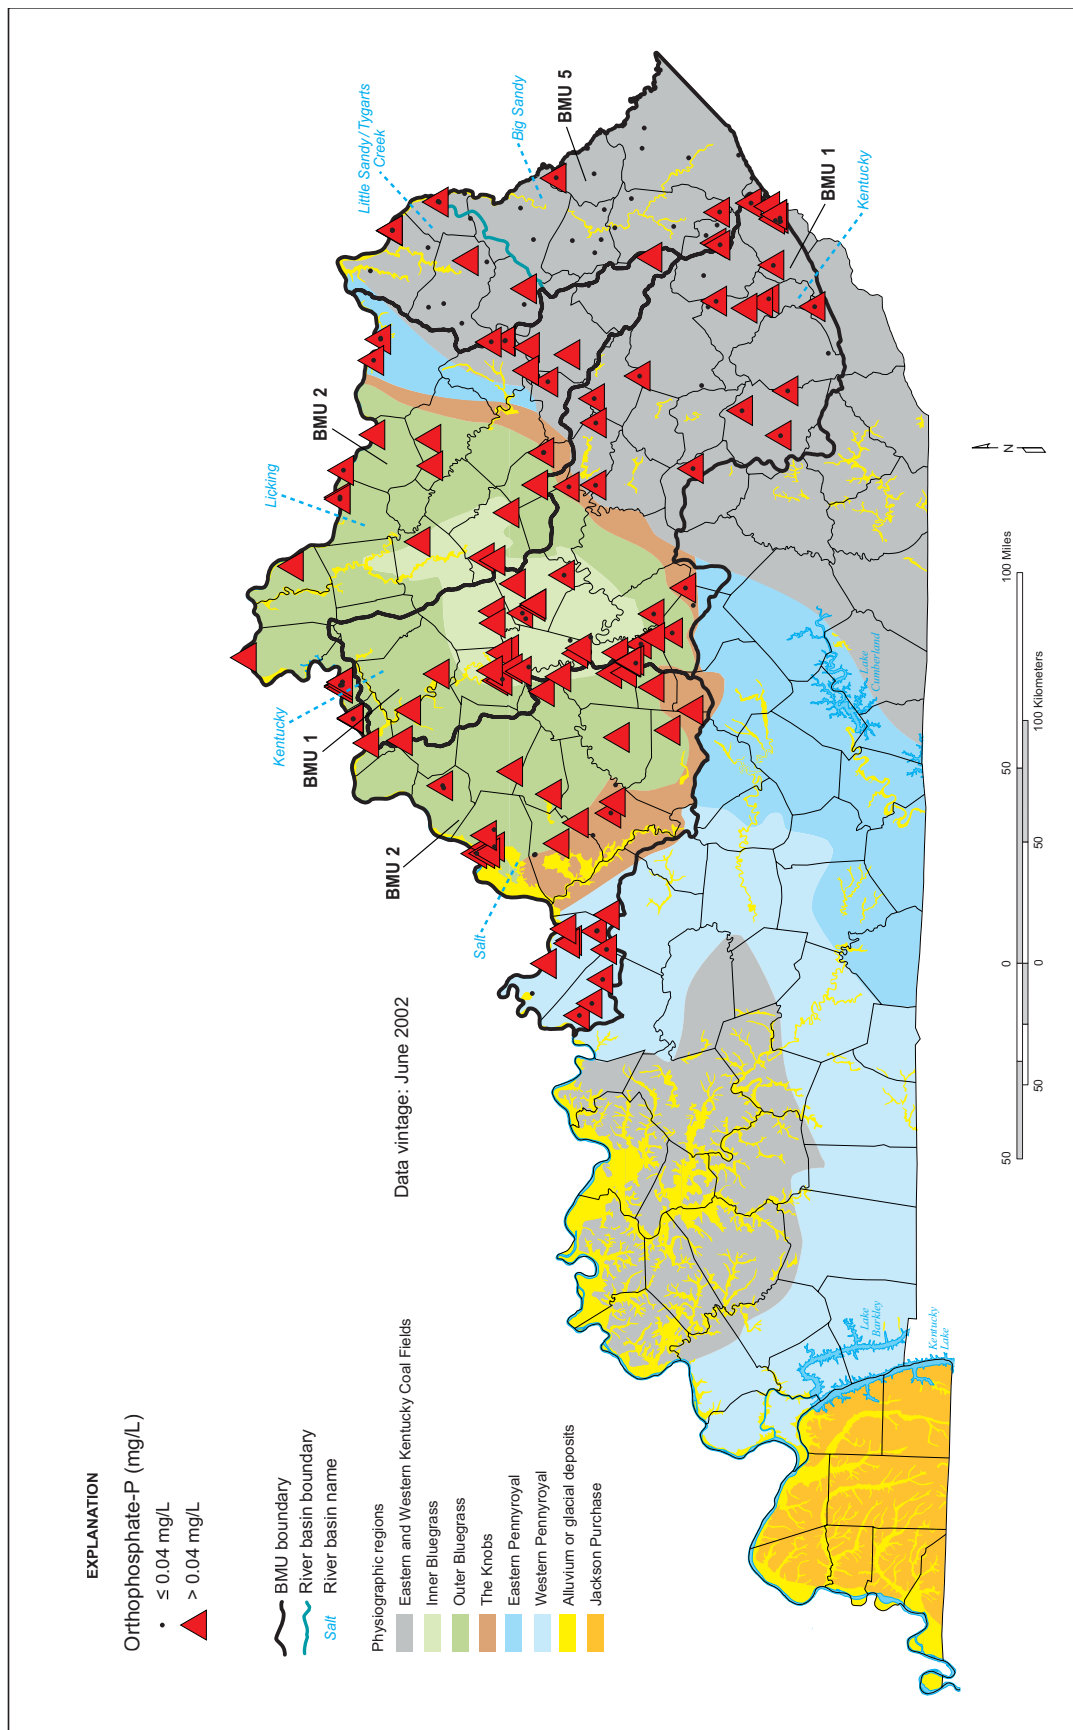 EXPLANATION
Orthophosphate-P (mg/L)
≤ 0.04 mg/L
> 0.04 mg/L
BMU boundary
River basin boundary
Salt River basin name
Physiographic regions
Eastern and Western Kentucky Coal Fields
Inner Bluegrass
Outer Bluegrass
The Knobs
Eastern Pennyroyal
Western Pennyroyal
Alluvium or glacial deposits
Jackson Purchase
Data vintage: June 2002
Salt
BMU 2
BMU 1
Kentucky
Licking
BMU 2
Little Sandy/Tygarts
Creek
Big Sandy
BMU 5
BMU 1
Kentucky
Lake
Cumberland
Lake
Barkley
Kentucky
Lake
N
50 0 50 100 Miles
50 0 50 100 Kilometers